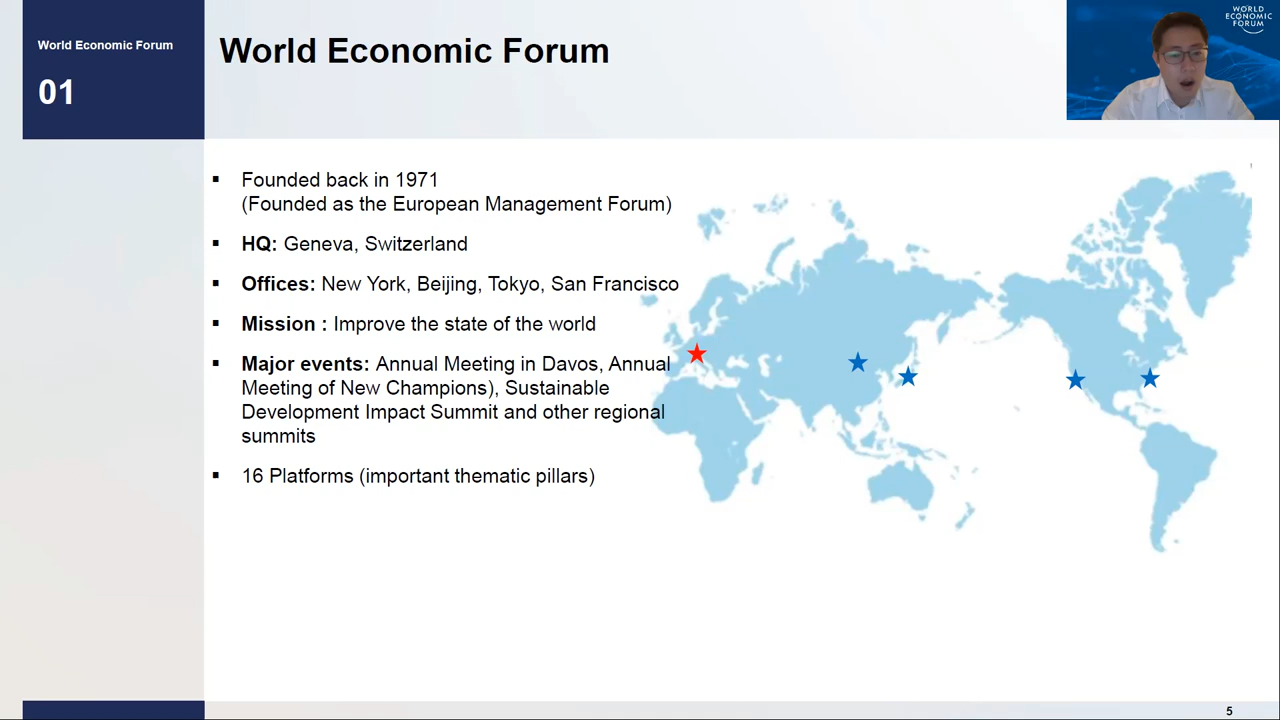 World Economic Forum
01
World Economic Forum
WORLD
ECONOMIC
FORUM
▪ Founded back in 1971
(Founded as the European Management Forum)
▪ HQ: Geneva, Switzerland
▪ Offices: New York, Beijing, Tokyo, San Francisco
▪ Mission : Improve the state of the world
▪ Major events: Annual Meeting in Davos, Annual
Meeting of New Champions), Sustainable
Development Impact Summit and other regional
summits
▪ 16 Platforms (important thematic pillars)
5